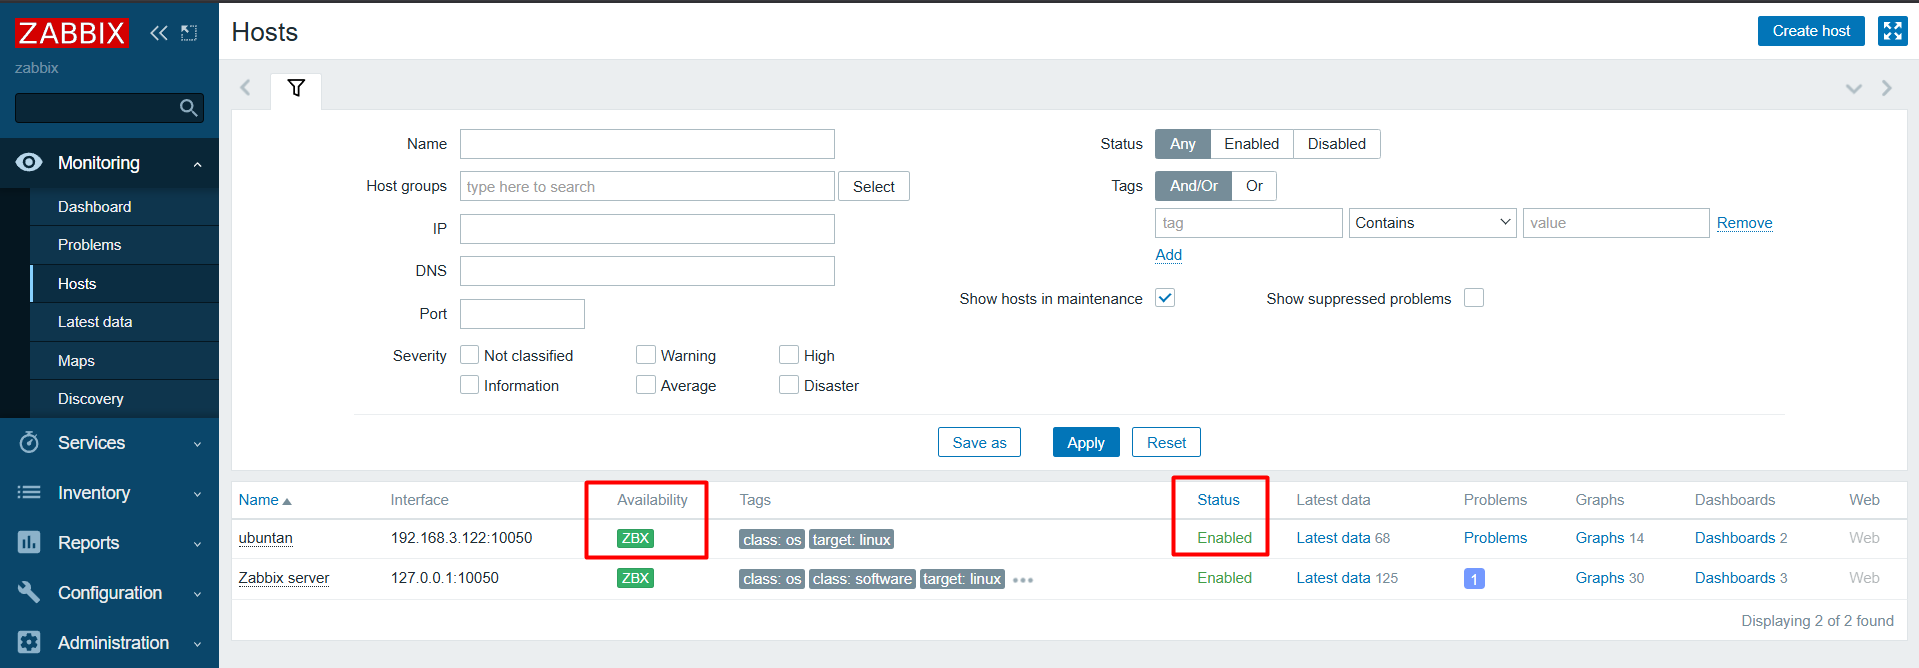 ZABBIX
zabbix
Monitoring
Dashboard
Problems
Hosts
Latest data
Maps
Discovery
Services
Inventory
Reports
Configuration
Administration
Hosts
Create host
Name
Status Any Enabled Disabled
Host groups type here to search Select
Tags And/Or Or
IP
tag Contains value Remove
Add
DNS
Show hosts in maintenance Show suppressed problems
Port
Severity Not classified Warning High
Information Average Disaster
Save as Apply Reset
Name Interface Availability Tags Status Latest data Problems Graphs Dashboards Web
ubuntan 192.168.3.122:10050 ZBX class: os target: linux Enabled Latest data 68 Problems Graphs 14 Dashboards 2 Web
Zabbix server 127.0.0.1:10050 ZBX class: os class: software target: linux ••• Enabled Latest data 125 1 Graphs 30 Dashboards 3 Web
Displaying 2 of 2 found